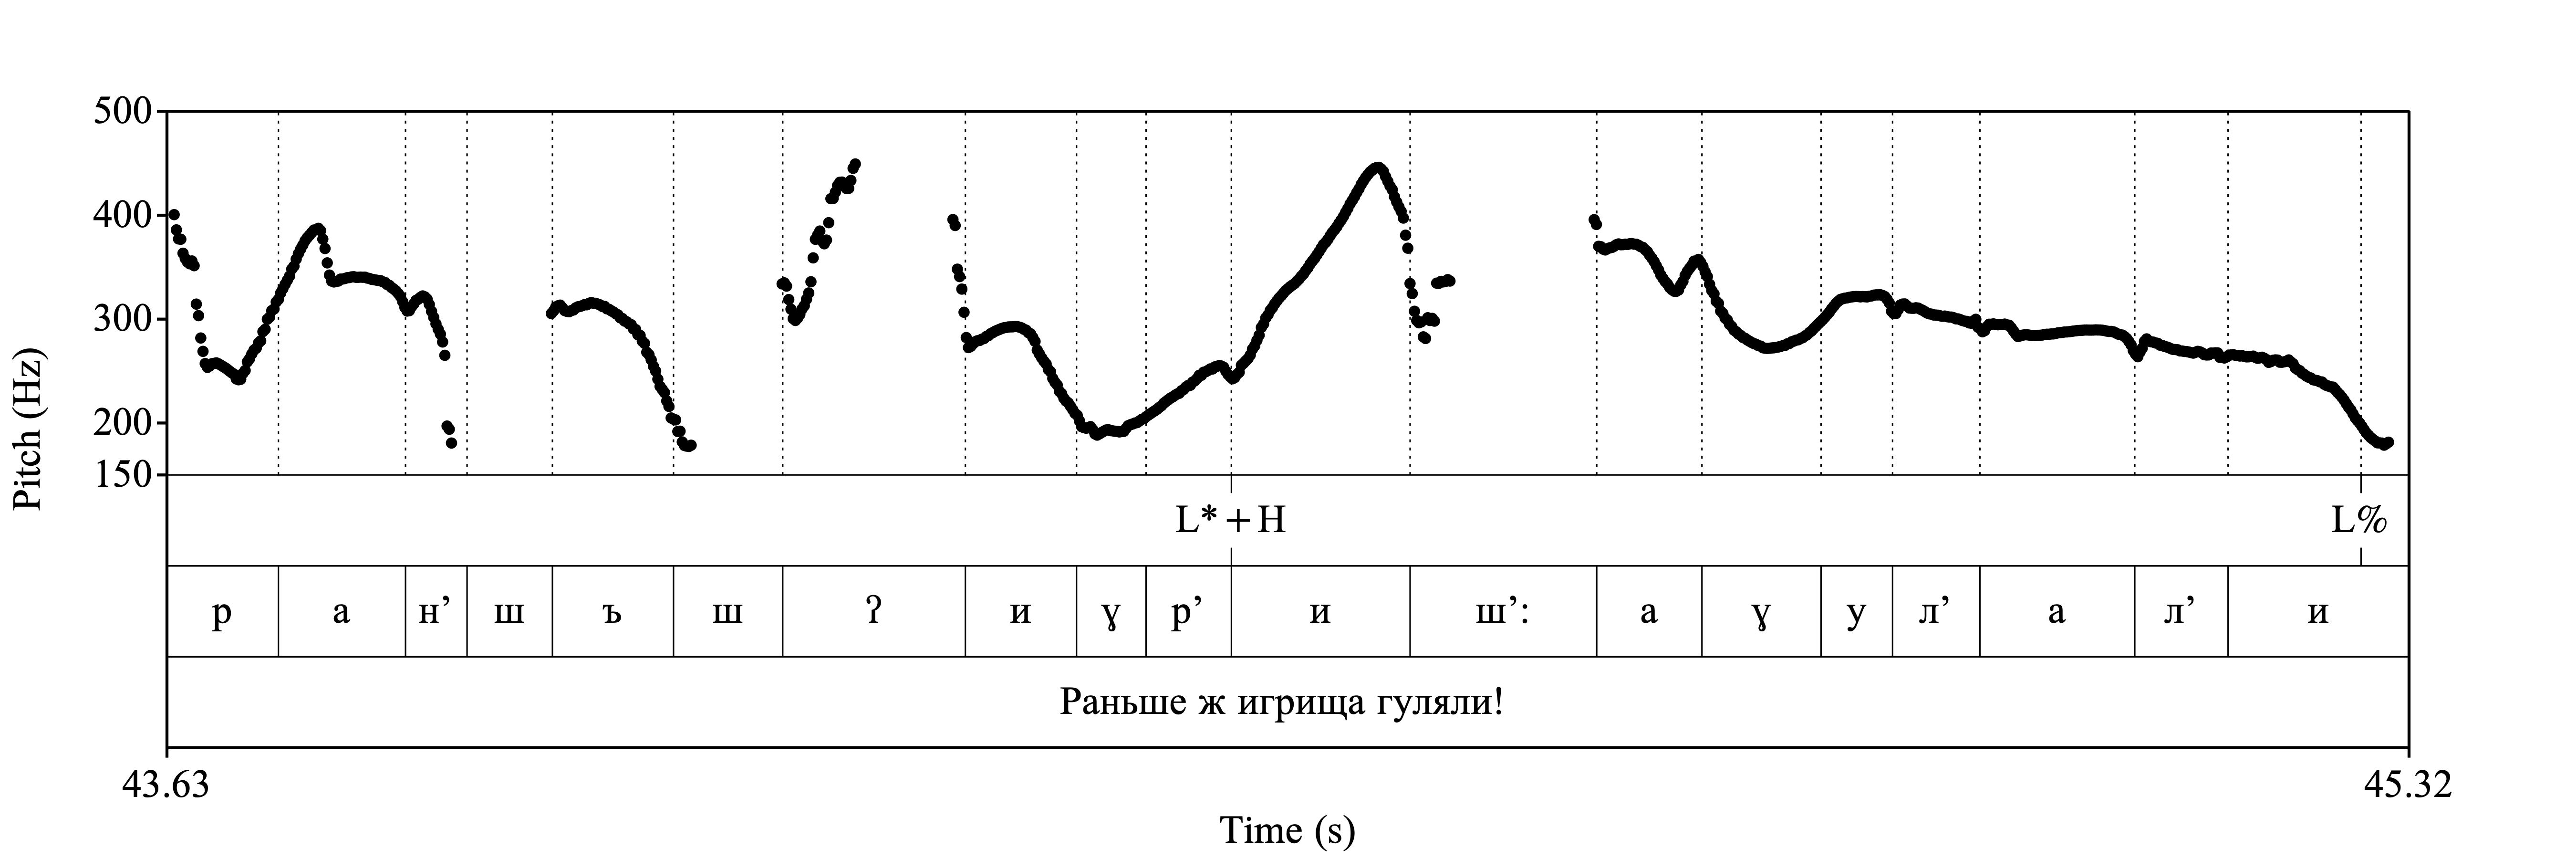 500
400
300
200
150
Pitch (Hz)
L*+H L%
р а н’ ш ъ ш ʔ и ɣ р’ и ш’: а ɣ у л’ а л’ и
Раньше ж игрища гуляли!
43.63 45.32
Time (s)